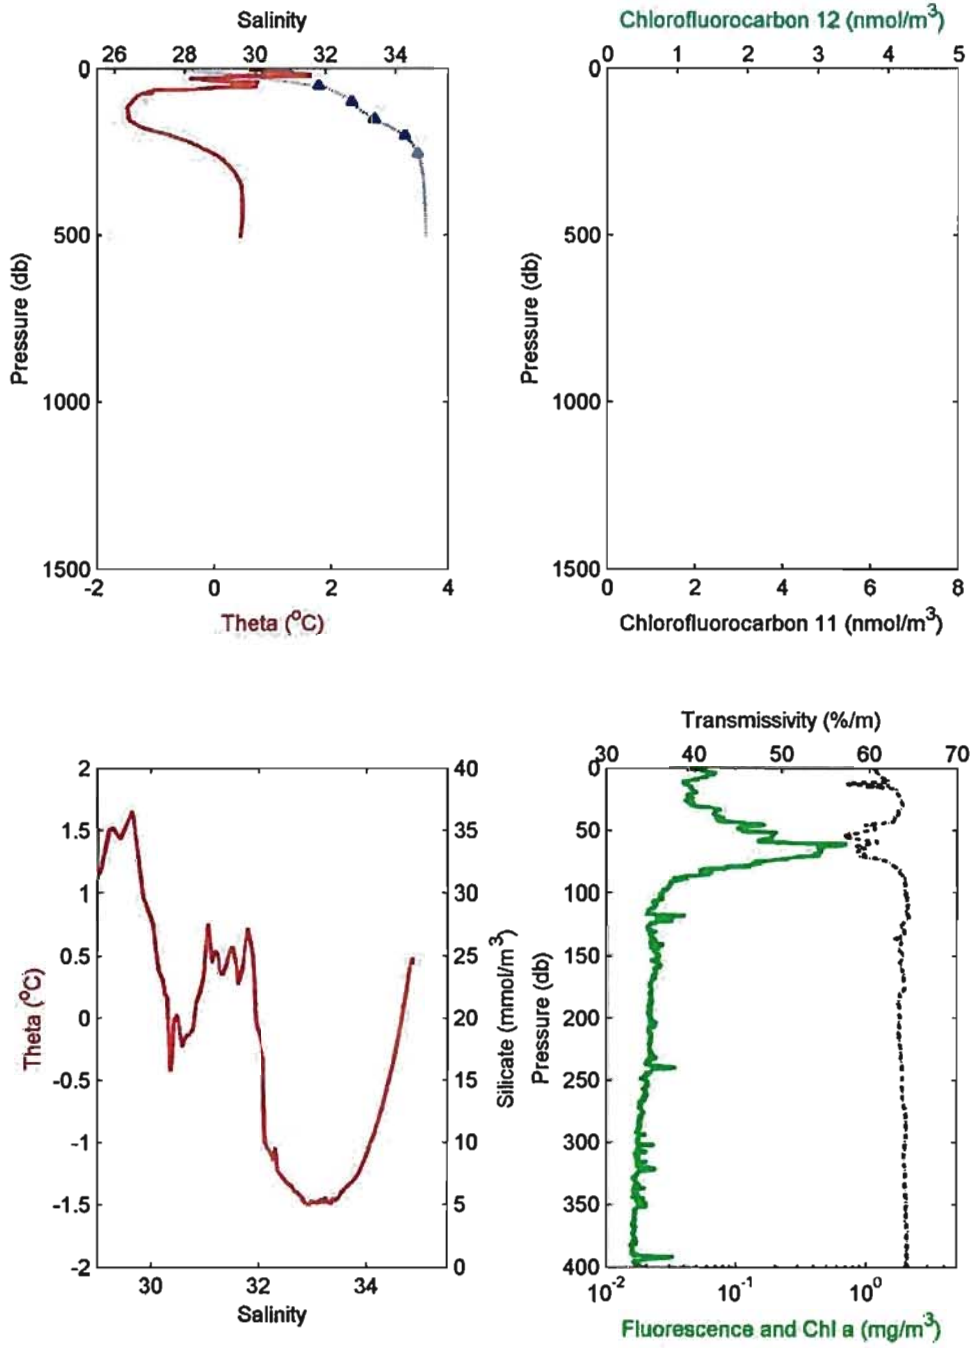 Salinity
26 28 30 32 34
0
500
1000
1500
Pressure (db)
-2 0 2 4
Theta (°C)
Chlorofluorocarbon 12 (nmol/m³)
0 1 2 3 4 5
0
500
1000
1500
Pressure (db)
0 2 4 6 8
Chlorofluorocarbon 11 (nmol/m³)
2
1.5
1
0.5
0
-0.5
-1
-1.5
-2
Theta (°C)
40
35
30
25
20
15
10
5
0
Silicate (mmol/m³)
30 32 34
Salinity
Transmissivity (%/m)
30 40 50 60 70
0
50
100
150
200
250
300
350
400
Pressure (db)
10⁻² 10⁻¹ 10⁰
Fluorescence and Chl a (mg/m³)